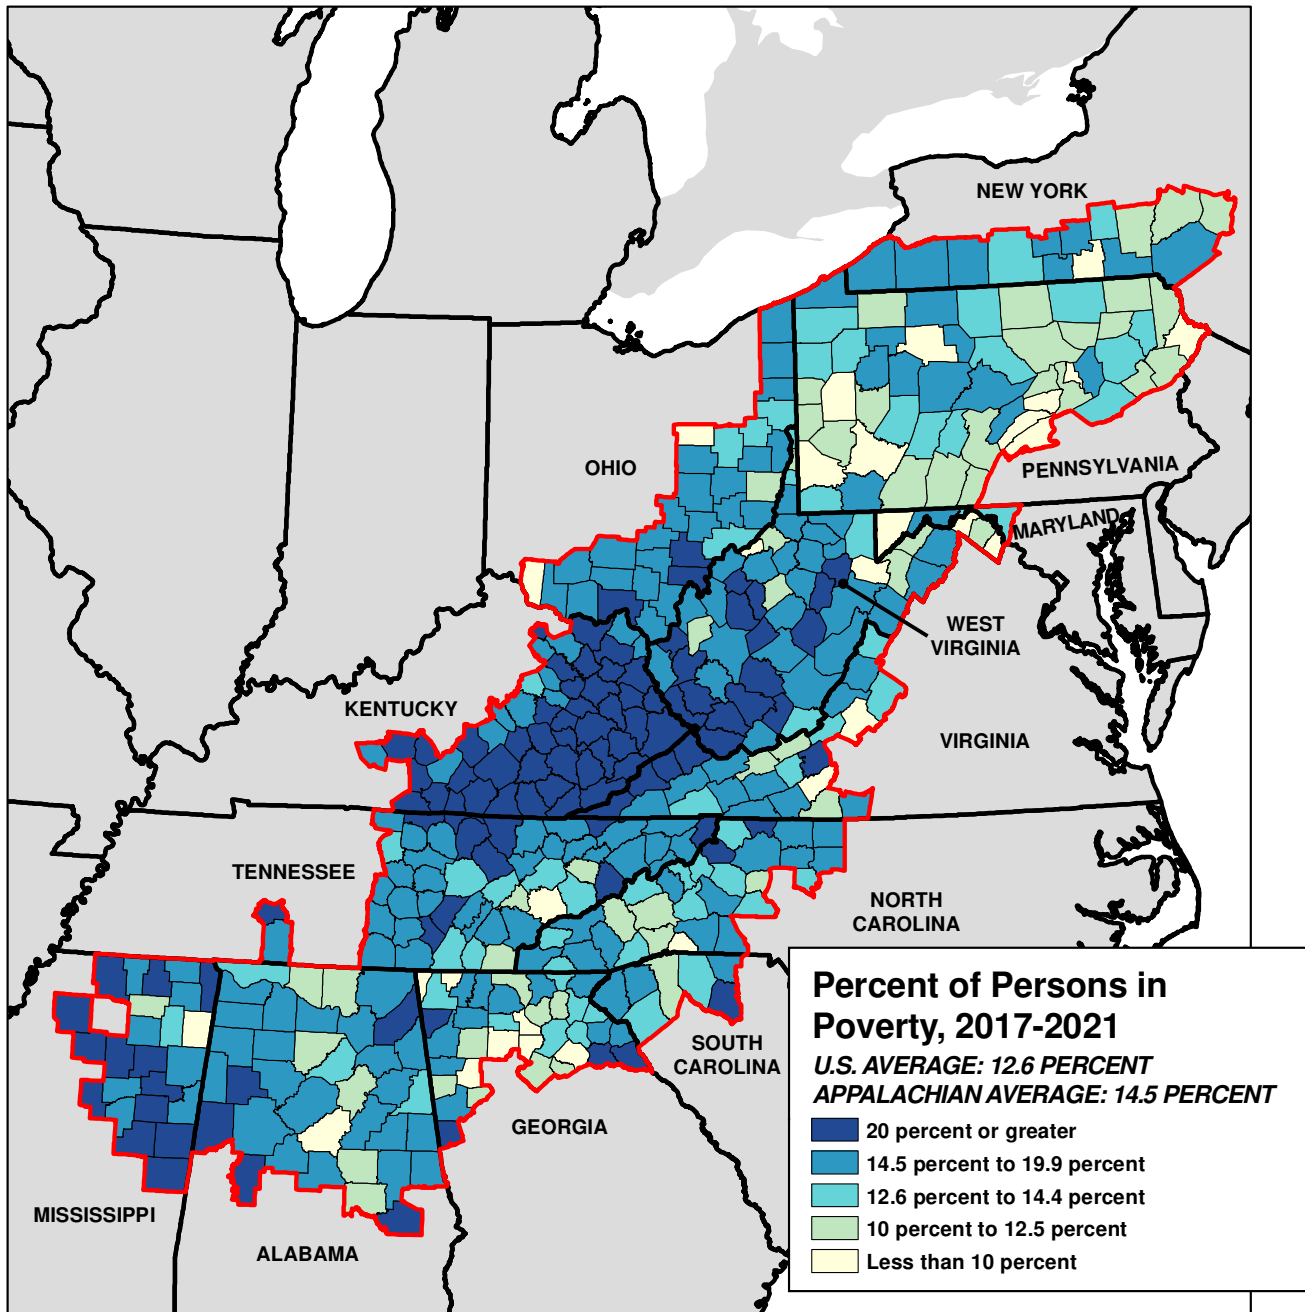 NEW YORK
OHIO
PENNSYLVANIA
MARYLAND
WEST
VIRGINIA
KENTUCKY
VIRGINIA
TENNESSEE
NORTH
CAROLINA
SOUTH
CAROLINA
GEORGIA
MISSISSIPPI
ALABAMA
Percent of Persons in
Poverty, 2017-2021
U.S. AVERAGE: 12.6 PERCENT
APPALACHIAN AVERAGE: 14.5 PERCENT
20 percent or greater
14.5 percent to 19.9 percent
12.6 percent to 14.4 percent
10 percent to 12.5 percent
Less than 10 percent